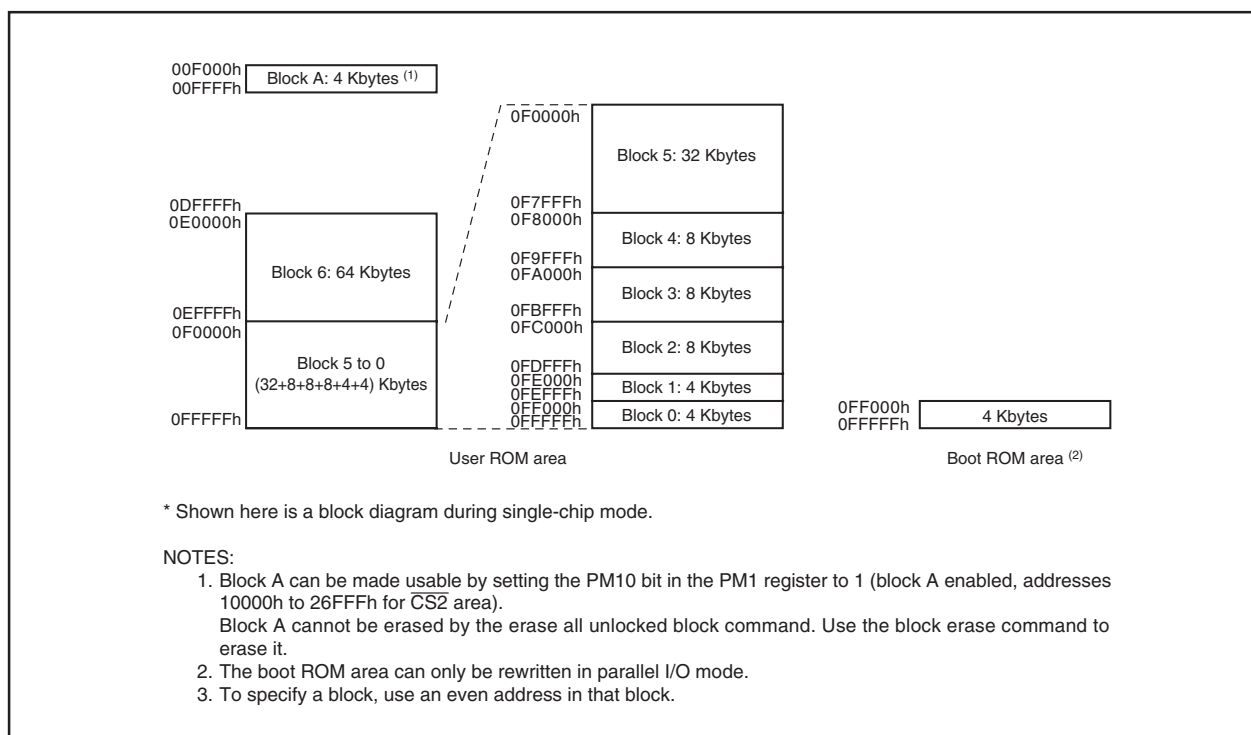 00F000h
00FFFFh
Block A: 4 Kbytes (1)
0DFFFFh
0E0000h
Block 6: 64 Kbytes
0EFFFFh
0F0000h
Block 5 to 0
(32+8+8+8+4+4) Kbytes
0FFFFFh
0F0000h
Block 5: 32 Kbytes
0F7FFFh
0F8000h
Block 4: 8 Kbytes
0F9FFFh
0FA000h
Block 3: 8 Kbytes
0FBFFFh
0FC000h
Block 2: 8 Kbytes
0FDFFFh
0FE000h
Block 1: 4 Kbytes
0FEFFFh
0FF000h
Block 0: 4 Kbytes
0FFFFFh
User ROM area
0FF000h
0FFFFFh
4 Kbytes
Boot ROM area (2)
* Shown here is a block diagram during single-chip mode.
NOTES:
1. Block A can be made usable by setting the PM10 bit in the PM1 register to 1 (block A enabled, addresses
10000h to 26FFFh for CS2 area).
Block A cannot be erased by the erase all unlocked block command. Use the block erase command to
erase it.
2. The boot ROM area can only be rewritten in parallel I/O mode.
3. To specify a block, use an even address in that block.